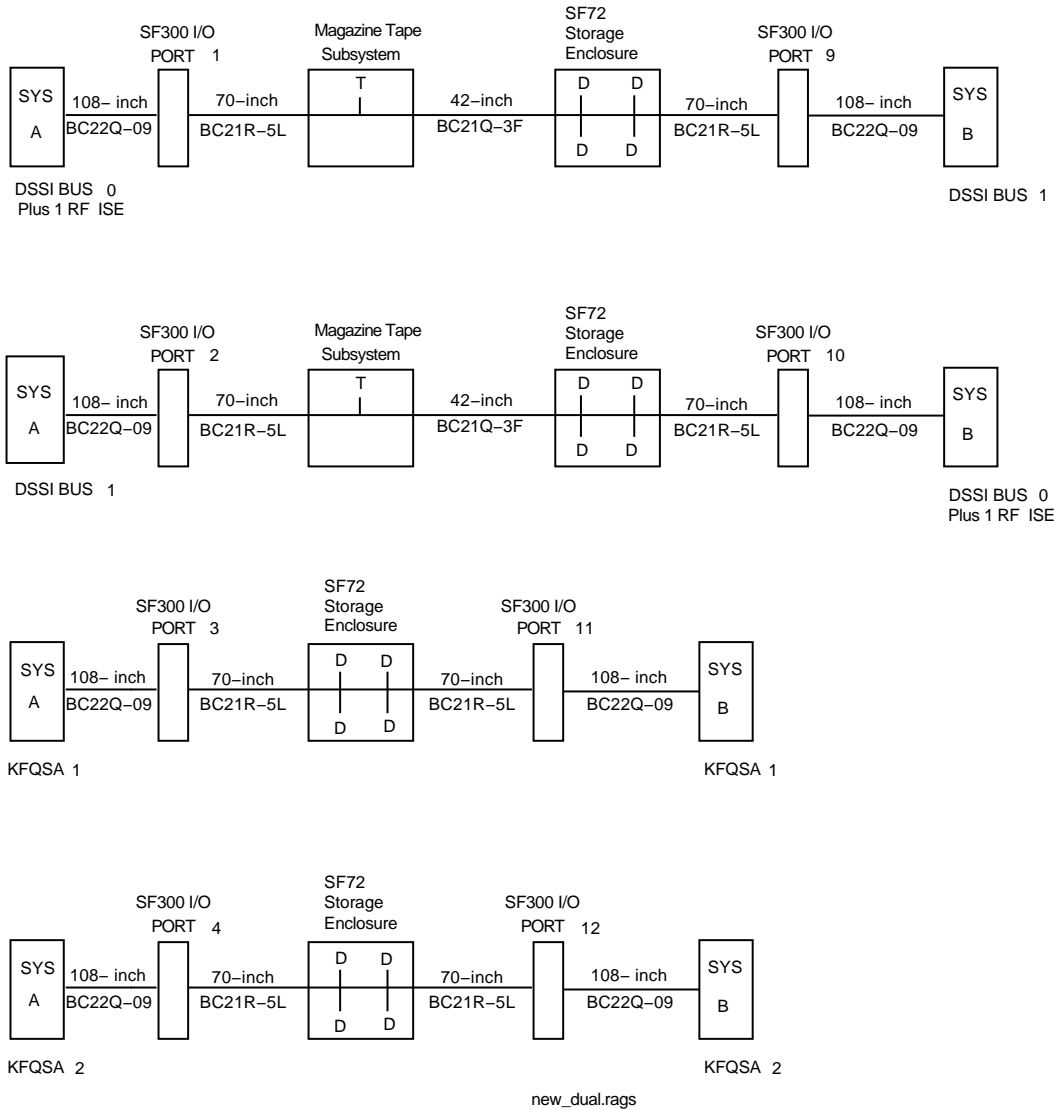 SF300 I/O
PORT 1
Magazine Tape
Subsystem
SF72
Storage
Enclosure
SF300 I/O
PORT 9
SYS
A
108– inch
BC22Q–09
70–inch
BC21R–5L
T
42–inch
BC21Q–3F
D D
D D
70–inch
BC21R–5L
108– inch
BC22Q–09
SYS
B
DSSI BUS 0
Plus 1 RF ISE
DSSI BUS 1
SF300 I/O
PORT 2
Magazine Tape
Subsystem
SF72
Storage
Enclosure
SF300 I/O
PORT 10
SYS
A
108– inch
BC22Q–09
70–inch
BC21R–5L
T
42–inch
BC21Q–3F
D D
D D
70–inch
BC21R–5L
108– inch
BC22Q–09
SYS
B
DSSI BUS 1
DSSI BUS 0
Plus 1 RF ISE
SF300 I/O
PORT 3
SF72
Storage
Enclosure
SF300 I/O
PORT 11
SYS
A
108– inch
BC22Q–09
70–inch
BC21R–5L
D D
D D
70–inch
BC21R–5L
108– inch
BC22Q–09
SYS
B
KFQSA 1
KFQSA 1
SF300 I/O
PORT 4
SF72
Storage
Enclosure
SF300 I/O
PORT 12
SYS
A
108– inch
BC22Q–09
70–inch
BC21R–5L
D D
D D
70–inch
BC21R–5L
108– inch
BC22Q–09
SYS
B
KFQSA 2
KFQSA 2
new_dual.rags